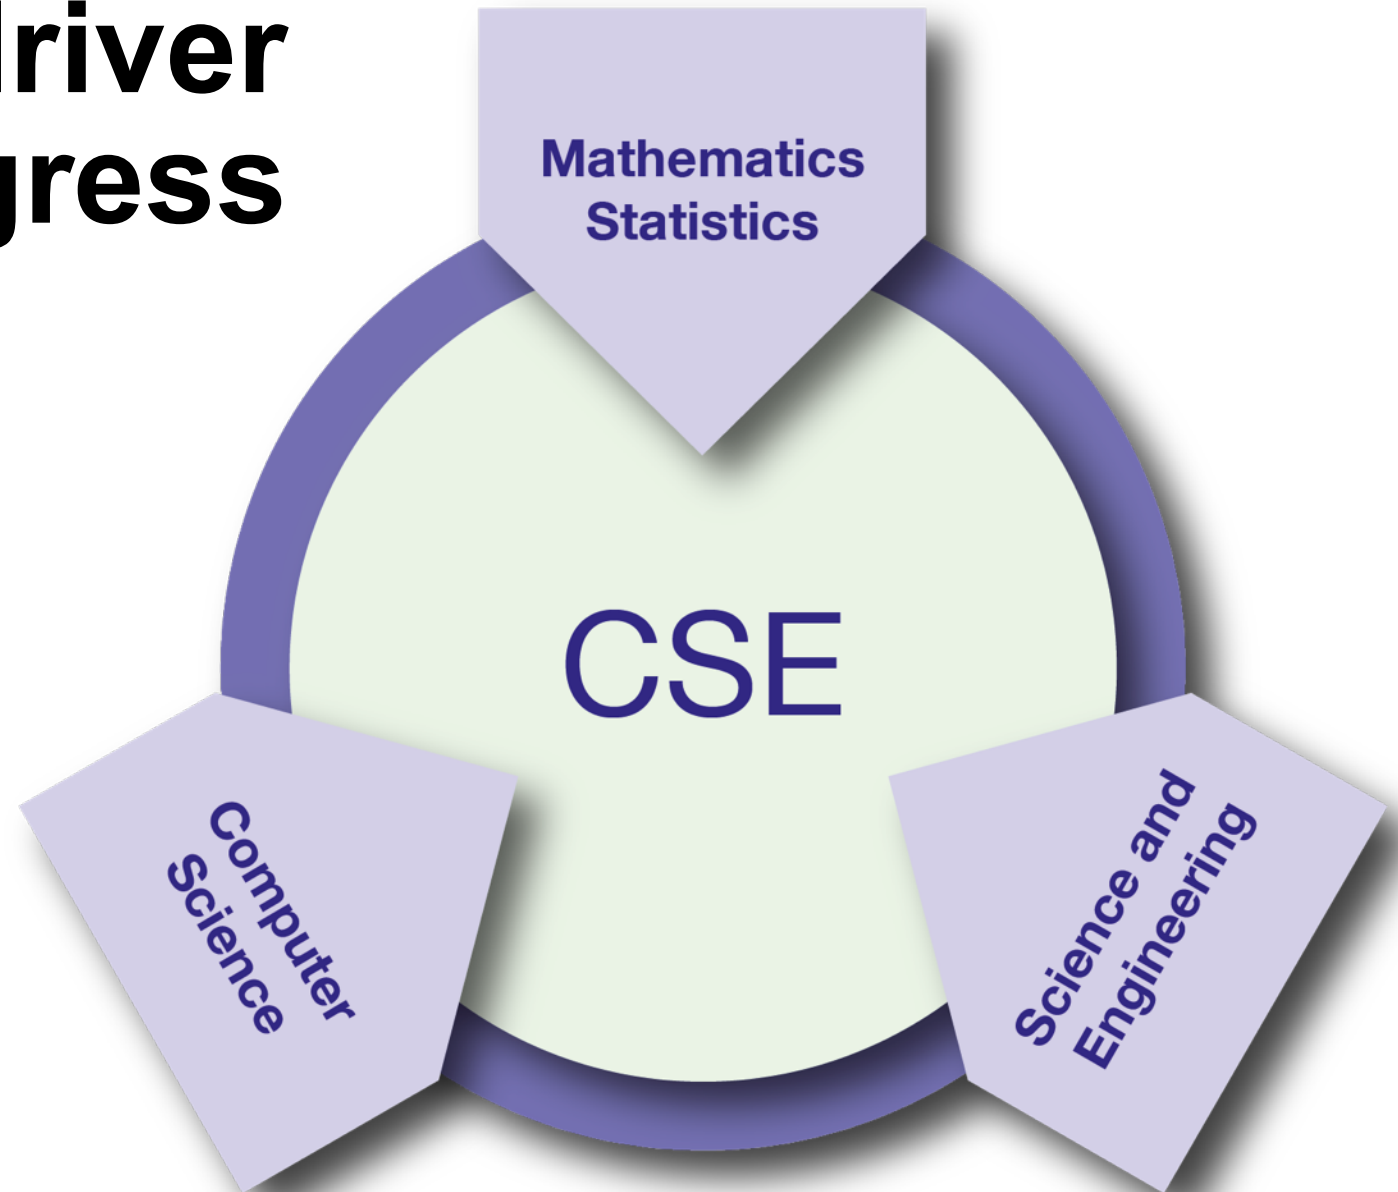 river
gress
Mathematics
Statistics
CSE
Computer
Science
Science and
Engineering